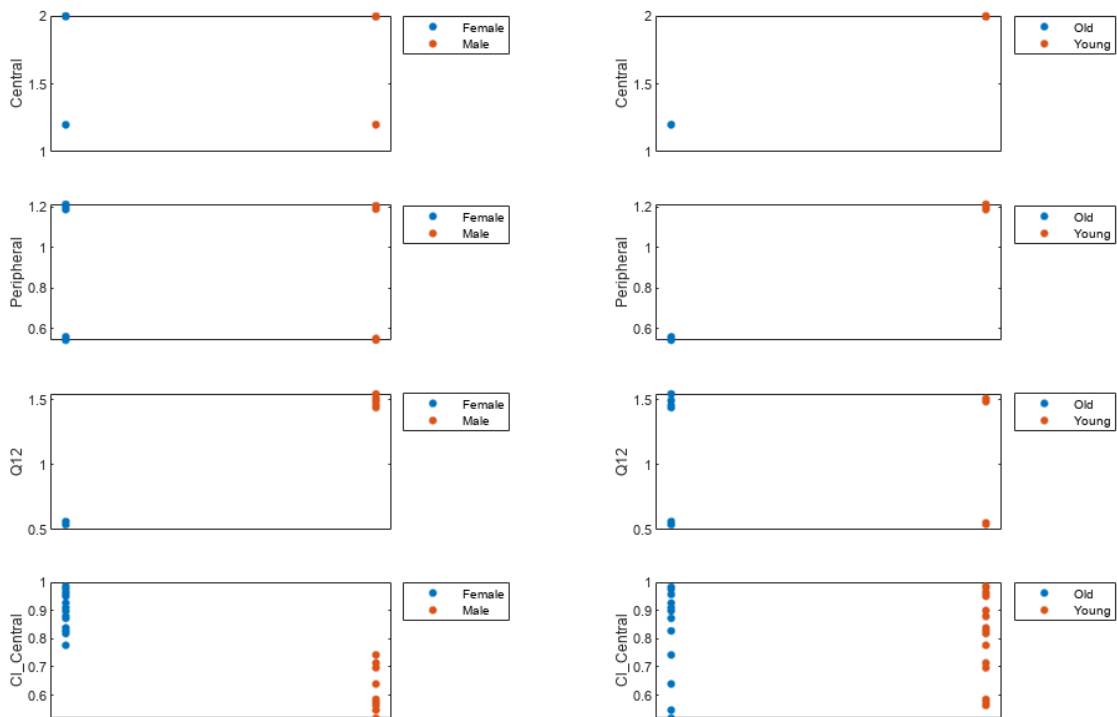 2
1.5
1
Central
Female
Male
2
1.5
1
Central
Old
Young
1.2
1
0.8
0.6
Peripheral
Female
Male
1.2
1
0.8
0.6
Peripheral
Old
Young
1.5
1
0.5
Q12
Female
Male
1.5
1
0.5
Q12
Old
Young
1
0.9
0.8
0.7
0.6
Cl_Central
Female
Male
1
0.9
0.8
0.7
0.6
Cl_Central
Old
Young